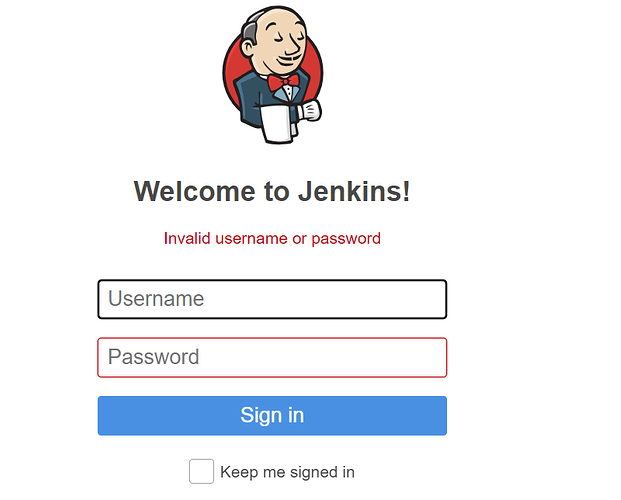 Welcome to Jenkins!
Invalid username or password
Username
Password
Sign in
Keep me signed in